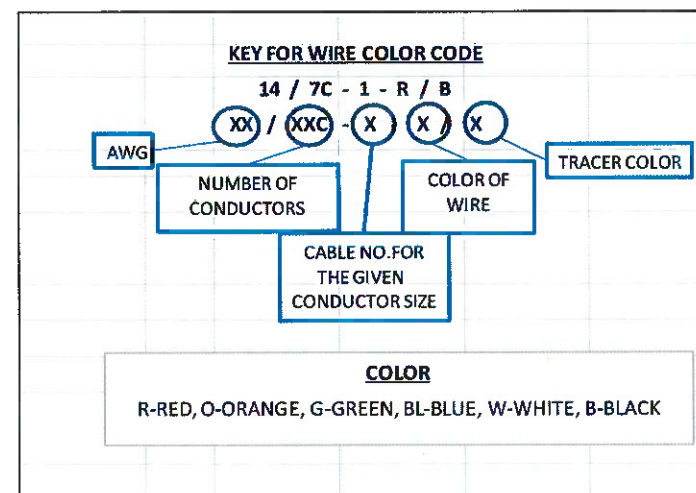 KEY FOR WIRE COLOR CODE
14 / 7C - 1 - R / B
XX / XXC - X X / X
AWG
NUMBER OF
CONDUCTORS
CABLE NO.FOR
THE GIVEN
CONDUCTOR SIZE
COLOR OF
WIRE
TRACER COLOR
COLOR
R-RED, O-ORANGE, G-GREEN, BL-BLUE, W-WHITE, B-BLACK